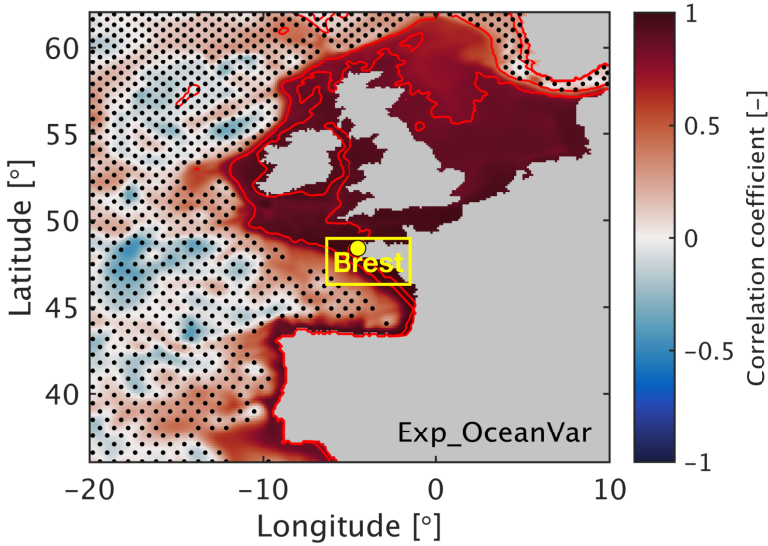 60
55
50
45
40
Latitude [°]
Brest
Exp_OceanVar
-20
-10
0
10
Longitude [°]
1
0.5
0
-0.5
-1
Correlation coefficient [-]